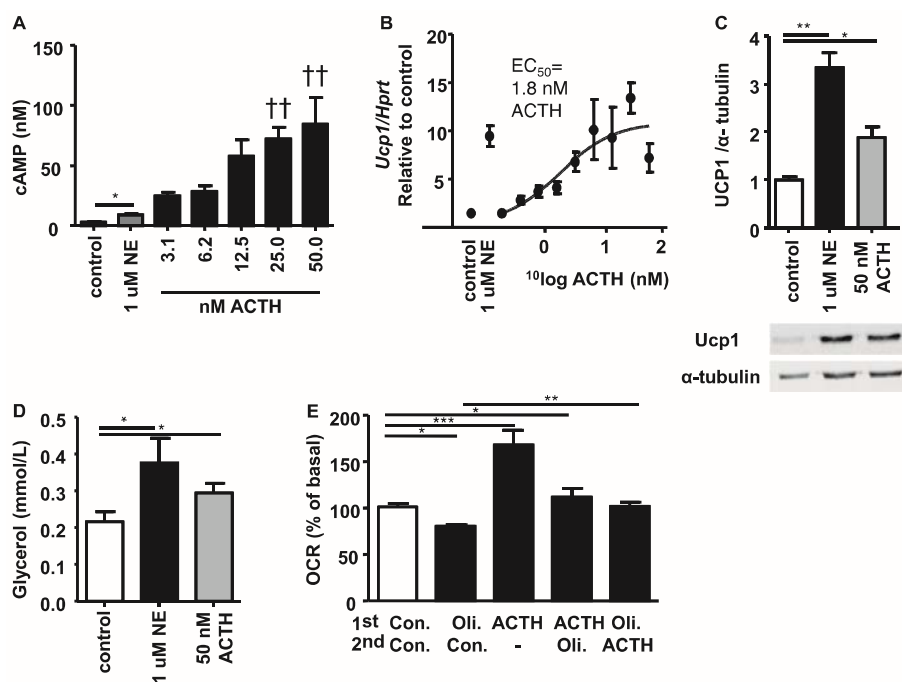 A
cAMP (nM)
150
100
50
0
*
††
††
control
1 uM NE
3.1
6.2
12.5
25.0
50.0
nM ACTH
B
Ucp1/Hprt
Relative to control
20
15
10
5
EC50=
1.8 nM
ACTH
control
1 uM NE
0
1
2
10log ACTH (nM)
C
UCP1 /α- tubulin
4
3
2
1
0
**
*
control
1 uM NE
50 nM
ACTH
Ucp1
α-tubulin
D
Glycerol (mmol/L)
0.5
0.4
0.3
0.2
0.1
0.0
*
*
control
1 uM NE
50 nM
ACTH
E
OCR (% of basal)
200
150
100
50
0
**
*
***
*
1st Con. Oli. ACTH ACTH Oli.
2nd Con. Con. - Oli. ACTH